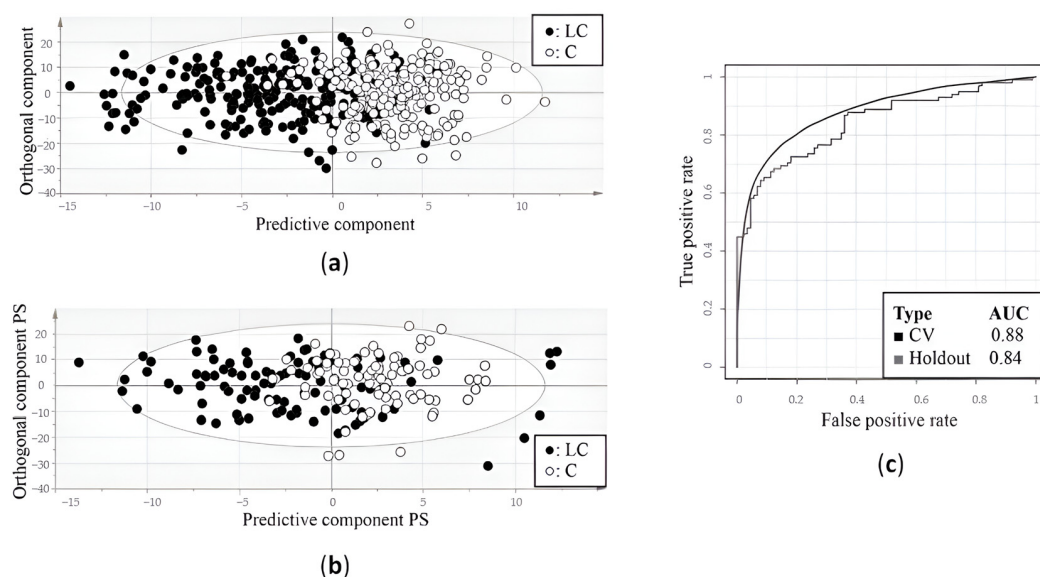 LC
C
Orthogonal component
20
10
0
−10
−20
−30
−40
−15
−10
−5
0
5
10
Predictive component
(a)
Orthogonal component PS
20
10
0
−10
−20
−30
−40
−15
−10
−5
0
5
10
Predictive component PS
LC
C
(b)
True positive rate
1
0.8
0.6
0.4
0.2
0
0
0.2
0.4
0.6
0.8
1
False positive rate
Type AUC
CV 0.88
Holdout 0.84
(c)